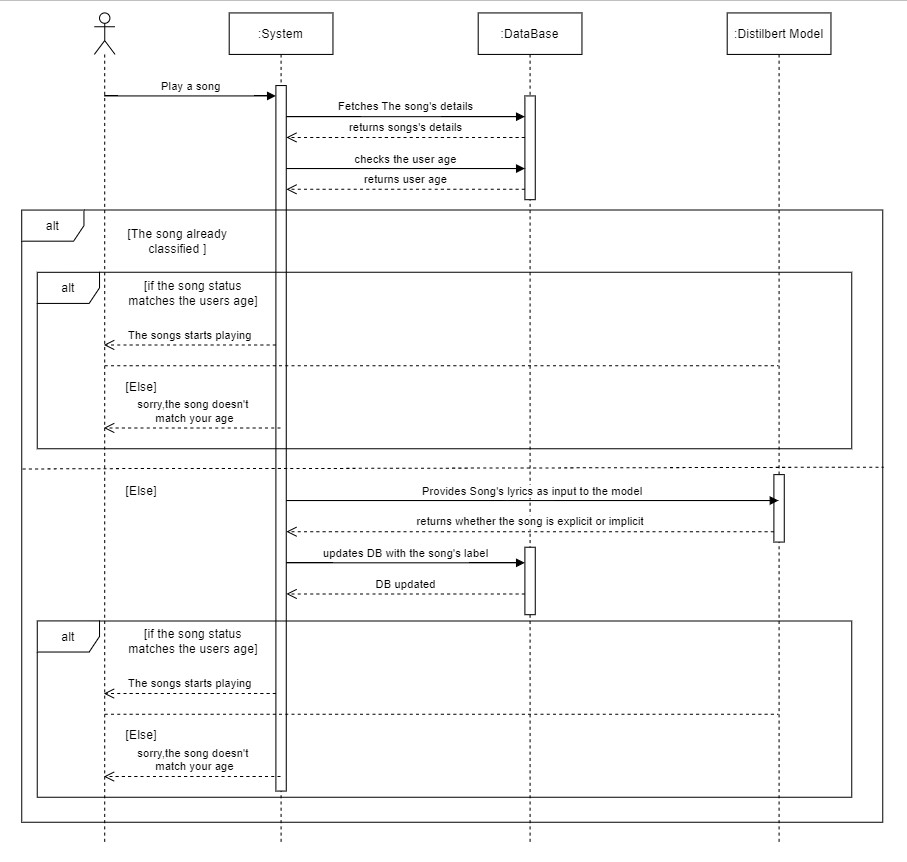 :System
:DataBase
:Distilbert Model
Play a song
Fetches The song's details
returns songs's details
checks the user age
returns user age
alt
[The song already
classified ]
alt
[if the song status
matches the users age]
The songs starts playing
[Else]
sorry,the song doesn't
match your age
[Else]
Provides Song's lyrics as input to the model
returns whether the song is explicit or implicit
updates DB with the song's label
DB updated
alt
[if the song status
matches the users age]
The songs starts playing
[Else]
sorry,the song doesn't
match your age